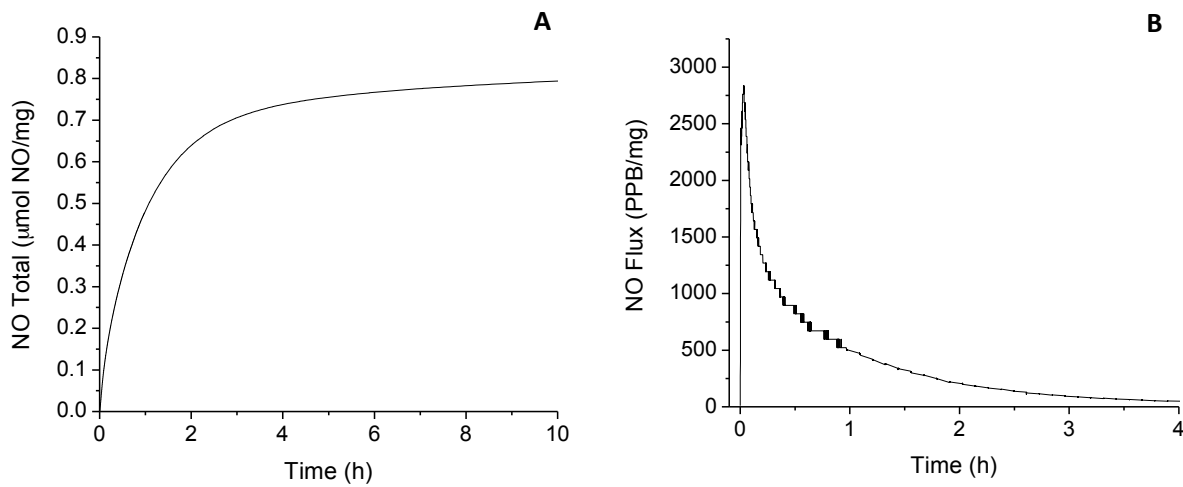 A
NO Total (μmol NO/mg)
0.9
0.8
0.7
0.6
0.5
0.4
0.3
0.2
0.1
0.0
0 2 4 6 8 10
Time (h)
B
NO Flux (PPB/mg)
3000
2500
2000
1500
1000
500
0
0 1 2 3 4
Time (h)